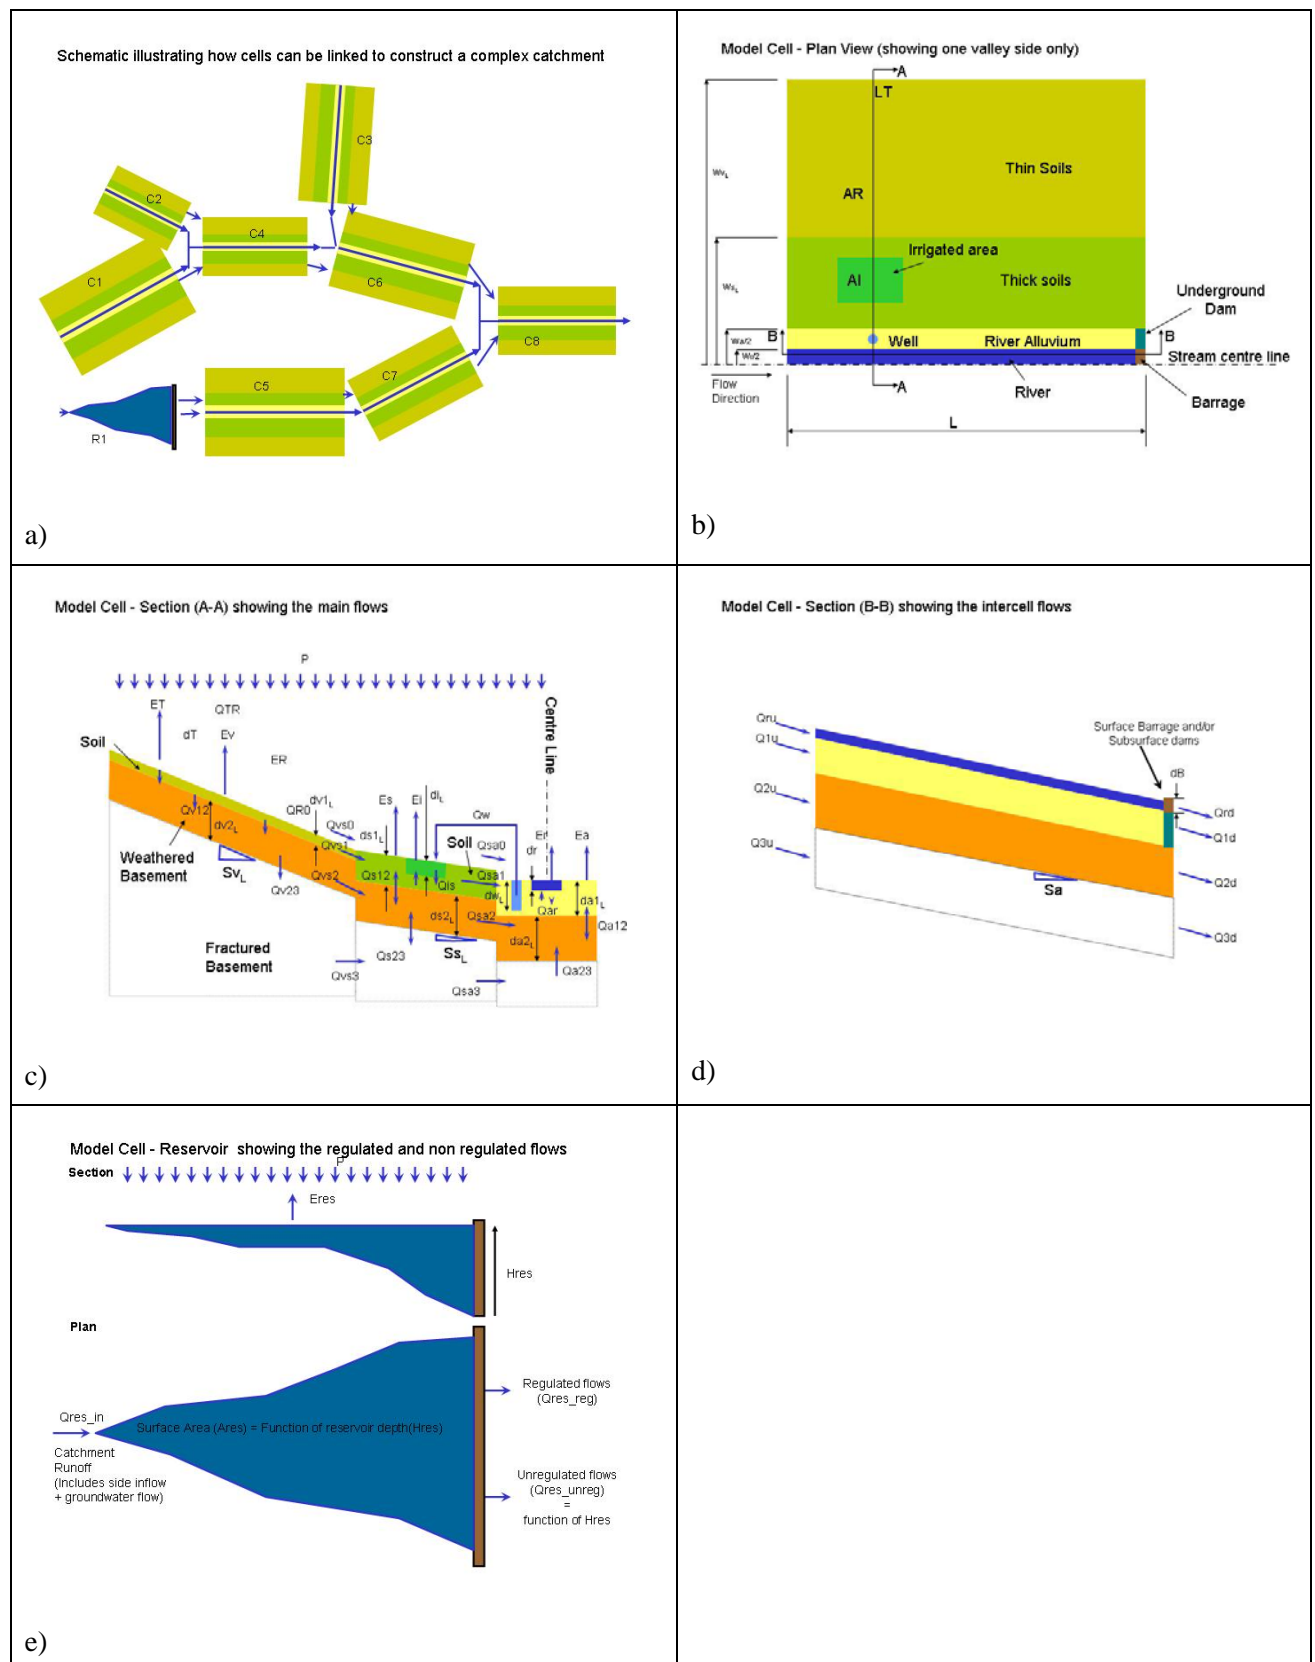 Schematic illustrating how cells can be linked to construct a complex catchment
C3
C2
C4
C1
C6
C8
C7
C5
R1
a)
Model Cell - Plan View (showing one valley side only)
A
LT
WvL
Thin Soils
AR
Irrigated area
WsL
AI
Thick soils
Underground
Dam
B
Wa/2
Well
River Alluvium
B
Stream centre line
Flow
Direction
A
River
Barrage
L
b)
Model Cell - Section (A-A) showing the main flows
P
ET
QTR
Centre Line
dT
Ev
Soil
ER
Qv12
dv2L
QR0
dv1L
Qvs0
ds1L
Es
Ei
diL
Qw
Soil
Qsa0
Er
dr
Ea
Weathered
Basement
SvL
Qv23
Qvs1
Qvs2
Qs12
Qis
Qsa1
dwL
Qar
da1L
ds2L
Qsa2
da2L
Qa12
Fractured
Basement
Qs23
SsL
Qvs3
Qsa3
Qa23
c)
Model Cell - Section (B-B) showing the intercell flows
Qru
Q1u
Q2u
Q3u
Surface Barrage and/or
Subsurface dams
dB
Qrd
Q1d
Q2d
Sa
Q3d
d)
Model Cell - Reservoir showing the regulated and non regulated flows
Section
P
Eres
Hres
Plan
Regulated flows
(Qres_reg)
Qres_in
Surface Area (Ares) = Function of reservoir depth(Hres)
Catchment
Runoff
(Includes side inflow
+ groundwater flow)
Unregulated flows
(Qres_unreg)
=
function of Hres
e)